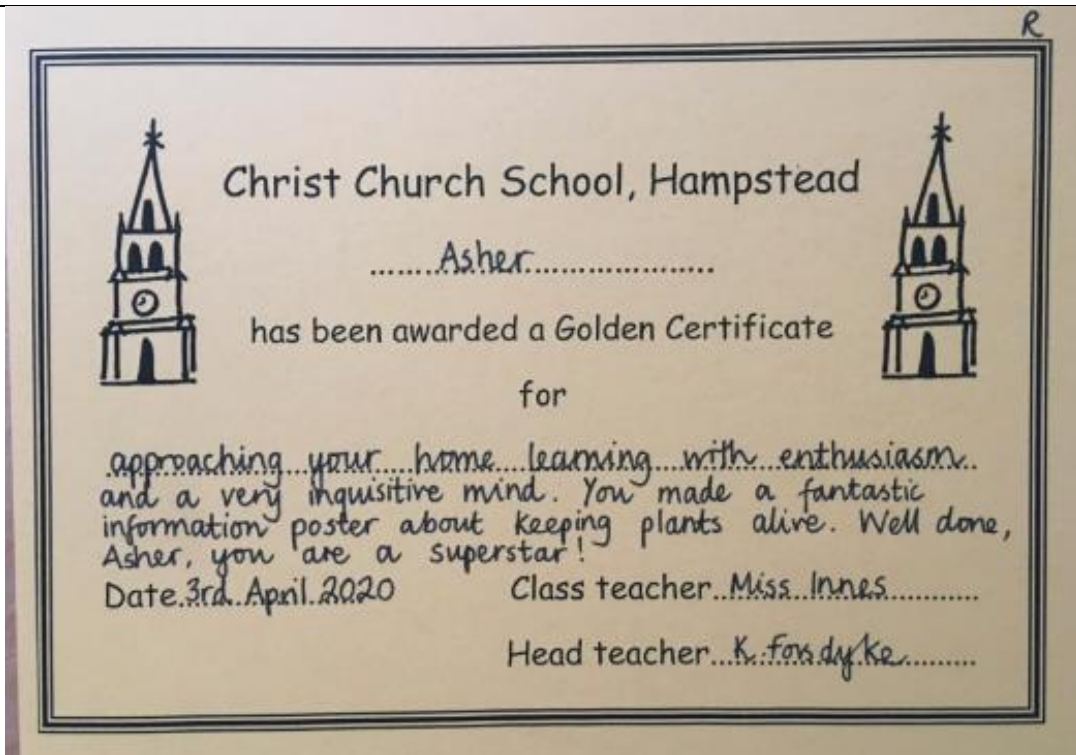 R
Christ Church School, Hampstead
Asher
has been awarded a Golden Certificate
for
approaching your home learning with enthusiasm
and a very inquisitive mind. You made a fantastic
information poster about keeping plants alive. Well done,
Asher, you are a superstar!
Date 3rd April 2020 Class teacher Miss Innes
Head teacher K. Fordyke